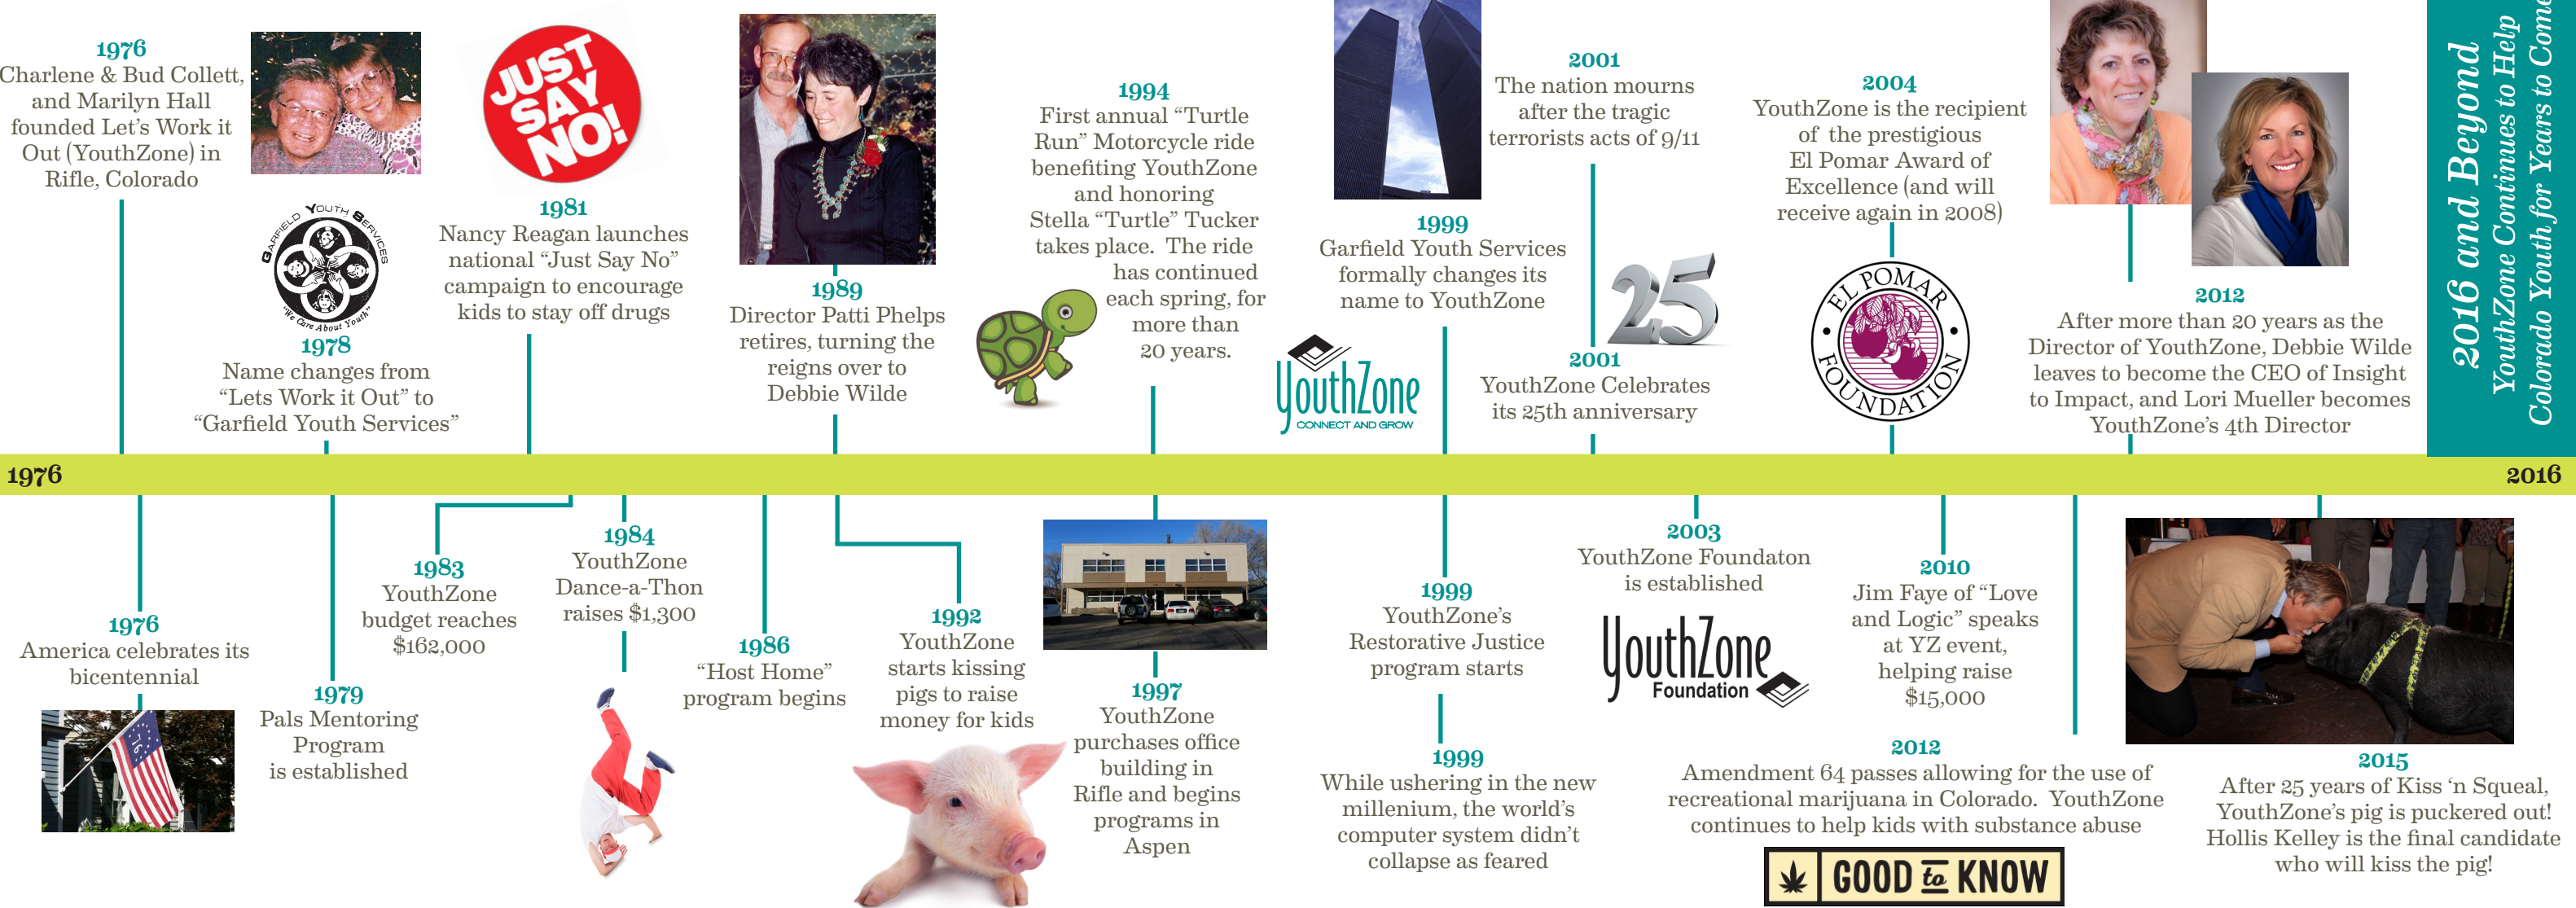 1976
Charlene & Bud Collett,
and Marilyn Hall
founded Let's Work it
Out (YouthZone) in
Rifle, Colorado
GARFIELD YOUTH SERVICES
"We Care About Youth"
1978
Name changes from
“Lets Work it Out” to
“Garfield Youth Services”
JUST
SAY
NO!
1981
Nancy Reagan launches
national “Just Say No”
campaign to encourage
kids to stay off drugs
1989
Director Patti Phelps
retires, turning the
reigns over to
Debbie Wilde
1994
First annual “Turtle
Run” Motorcycle ride
benefiting YouthZone
and honoring
Stella “Turtle” Tucker
takes place. The ride
has continued
each spring, for
more than
20 years.
1999
Garfield Youth Services
formally changes its
name to YouthZone
YouthZone
CONNECT AND GROW
2001
The nation mourns
after the tragic
terrorists acts of 9/11
25
2001
YouthZone Celebrates
its 25th anniversary
2004
YouthZone is the recipient
of the prestigious
El Pomar Award of
Excellence (and will
receive again in 2008)
EL POMAR
FOUNDATION
2012
After more than 20 years as the
Director of YouthZone, Debbie Wilde
leaves to become the CEO of Insight
to Impact, and Lori Mueller becomes
YouthZone's 4th Director
2016 and Beyond
YouthZone Continues to Help
Colorado Youth for Years to Come
1976
2016
1976
America celebrates its
bicentennial
76
1979
Pals Mentoring
Program
is established
1983
YouthZone
budget reaches
$162,000
1984
YouthZone
Dance-a-Thon
raises $1,300
1986
“Host Home”
program begins
1992
YouthZone
starts kissing
pigs to raise
money for kids
1997
YouthZone
purchases office
building in
Rifle and begins
programs in
Aspen
1999
YouthZone's
Restorative Justice
program starts
1999
While ushering in the new
millenium, the world's
computer system didn't
collapse as feared
2003
YouthZone Foundaton
is established
YouthZone
Foundation
2010
Jim Faye of “Love
and Logic” speaks
at YZ event,
helping raise
$15,000
2012
Amendment 64 passes allowing for the use of
recreational marijuana in Colorado. YouthZone
continues to help kids with substance abuse
GOOD to KNOW
2015
After 25 years of Kiss ‘n Squeal,
YouthZone's pig is puckered out!
Hollis Kelley is the final candidate
who will kiss the pig!